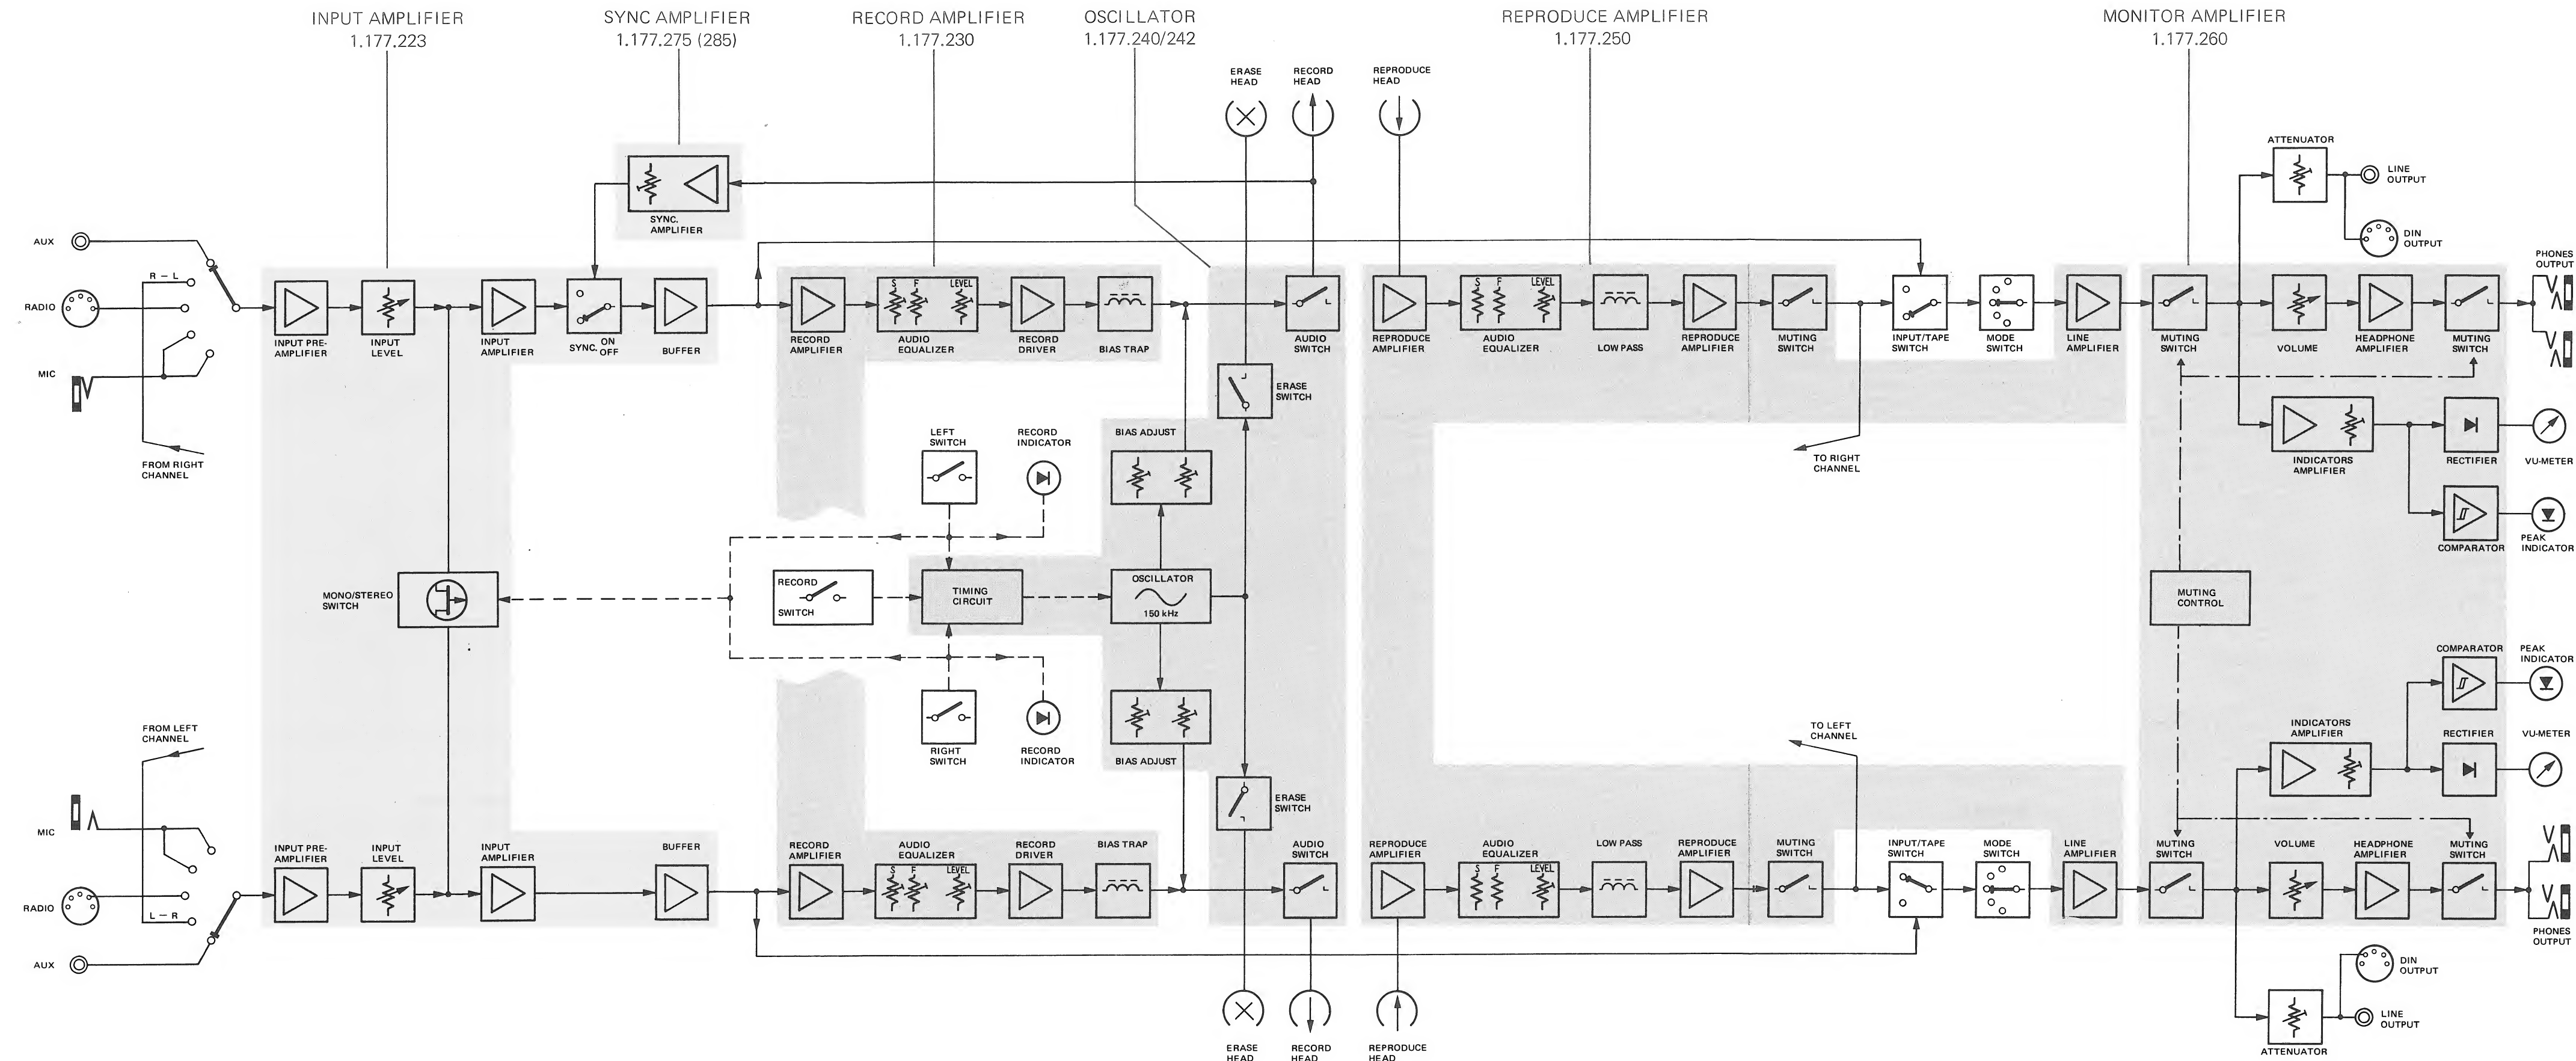 INPUT AMPLIFIER
1.177.223
SYNC AMPLIFIER
1.177.275 (285)
RECORD AMPLIFIER
1.177.230
OSCILLATOR
1.177.240/242
REPRODUCE AMPLIFIER
1.177.250
MONITOR AMPLIFIER
1.177.260
ERASE
HEAD
RECORD
HEAD
REPRODUCE
HEAD
ATTENUATOR
LINE
OUTPUT
DIN
OUTPUT
SYNC.
AMPLIFIER
AUX
R – L
RADIO
MIC
FROM RIGHT
CHANNEL
INPUT PRE-
AMPLIFIER
INPUT
LEVEL
INPUT
AMPLIFIER
SYNC. ON
OFF
BUFFER
RECORD
AMPLIFIER
S F LEVEL
AUDIO
EQUALIZER
RECORD
DRIVER
BIAS TRAP
AUDIO
SWITCH
REPRODUCE
AMPLIFIER
S F LEVEL
AUDIO
EQUALIZER
LOW PASS
REPRODUCE
AMPLIFIER
MUTING
SWITCH
INPUT/TAPE
SWITCH
MODE
SWITCH
LINE
AMPLIFIER
MUTING
SWITCH
VOLUME
HEADPHONE
AMPLIFIER
MUTING
SWITCH
PHONES
OUTPUT
ERASE
SWITCH
LEFT
SWITCH
RECORD
INDICATOR
BIAS ADJUST
TO RIGHT
CHANNEL
INDICATORS
AMPLIFIER
RECTIFIER
VU-METER
COMPARATOR
PEAK
INDICATOR
MONO/STEREO
SWITCH
RECORD
SWITCH
TIMING
CIRCUIT
OSCILLATOR
150 kHz
MUTING
CONTROL
RIGHT
SWITCH
RECORD
INDICATOR
BIAS ADJUST
TO LEFT
CHANNEL
COMPARATOR
PEAK
INDICATOR
INDICATORS
AMPLIFIER
RECTIFIER
VU-METER
ERASE
SWITCH
FROM LEFT
CHANNEL
MIC
RADIO
L – R
AUX
INPUT PRE-
AMPLIFIER
INPUT
LEVEL
INPUT
AMPLIFIER
BUFFER
RECORD
AMPLIFIER
AUDIO
EQUALIZER
S F LEVEL
RECORD
DRIVER
BIAS TRAP
AUDIO
SWITCH
REPRODUCE
AMPLIFIER
AUDIO
EQUALIZER
S F LEVEL
LOW PASS
REPRODUCE
AMPLIFIER
MUTING
SWITCH
INPUT/TAPE
SWITCH
MODE
SWITCH
LINE
AMPLIFIER
MUTING
SWITCH
VOLUME
HEADPHONE
AMPLIFIER
MUTING
SWITCH
PHONES
OUTPUT
DIN
OUTPUT
LINE
OUTPUT
ATTENUATOR
ERASE
HEAD
RECORD
HEAD
REPRODUCE
HEAD